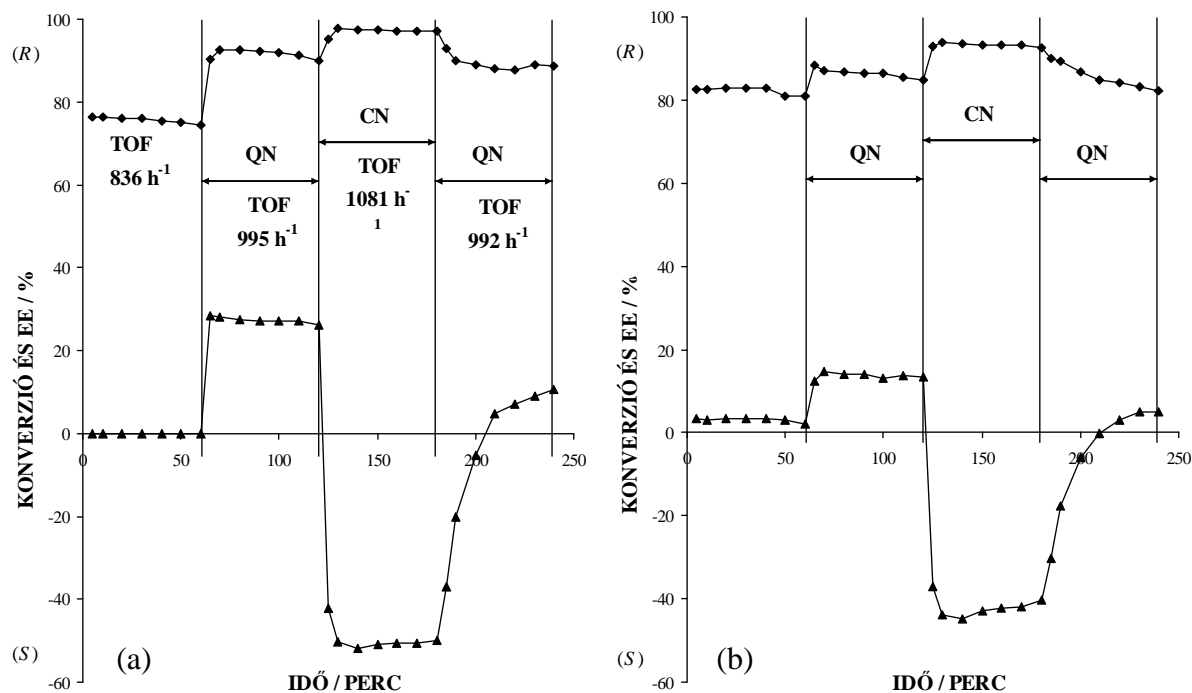 KONVERZIÓ ÉS EE / %
(R)
100
80
60
40
20
0
-20
-40
-60
(S)
TOF
836 h-1
QN
TOF
995 h-1
CN
TOF
1081 h-
1
QN
TOF
992 h-1
0
50
100
150
200
250
(a)
IDŐ / PERC
KONVERZIÓ ÉS EE / %
(R)
100
80
60
40
20
0
-20
-40
-60
(S)
QN
CN
QN
0
50
100
150
200
250
(b)
IDŐ / PERC